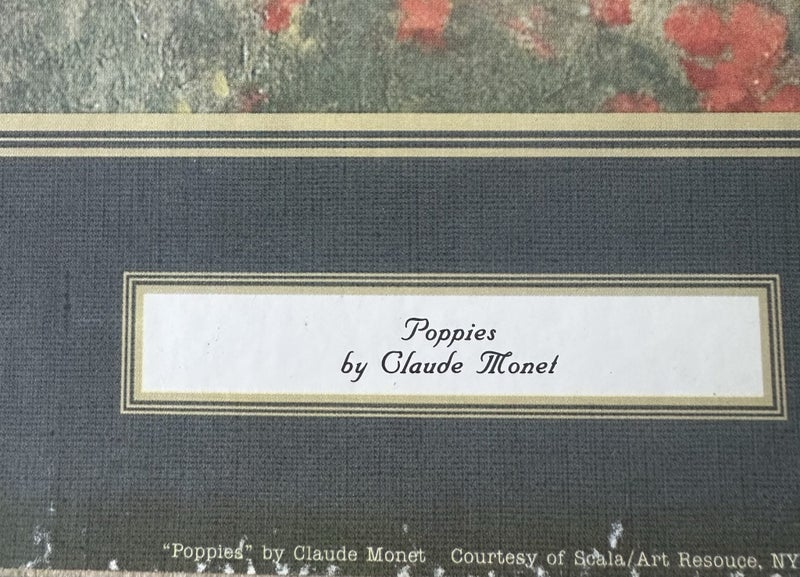 Poppies
by Claude Monet
"Poppies" by Claude Monet Courtesy of Scala/Art Resouce, NY